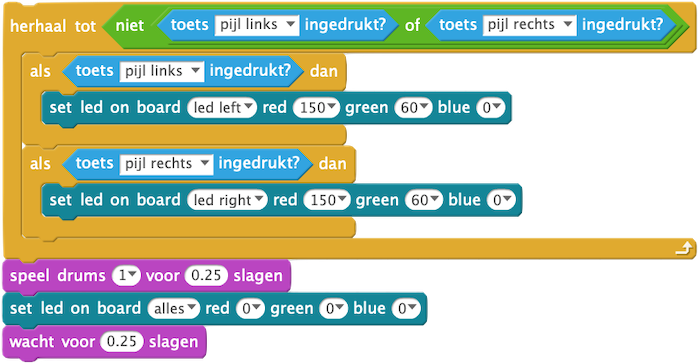 herhaal tot niet toets pijl links ingedrukt? of toets pijl rechts ingedrukt?
als toets pijl links ingedrukt? dan
set led on board led left red 150 green 60 blue 0
als toets pijl rechts ingedrukt? dan
set led on board led right red 150 green 60 blue 0
speel drums 1 voor 0.25 slagen
set led on board alles red 0 green 0 blue 0
wacht voor 0.25 slagen